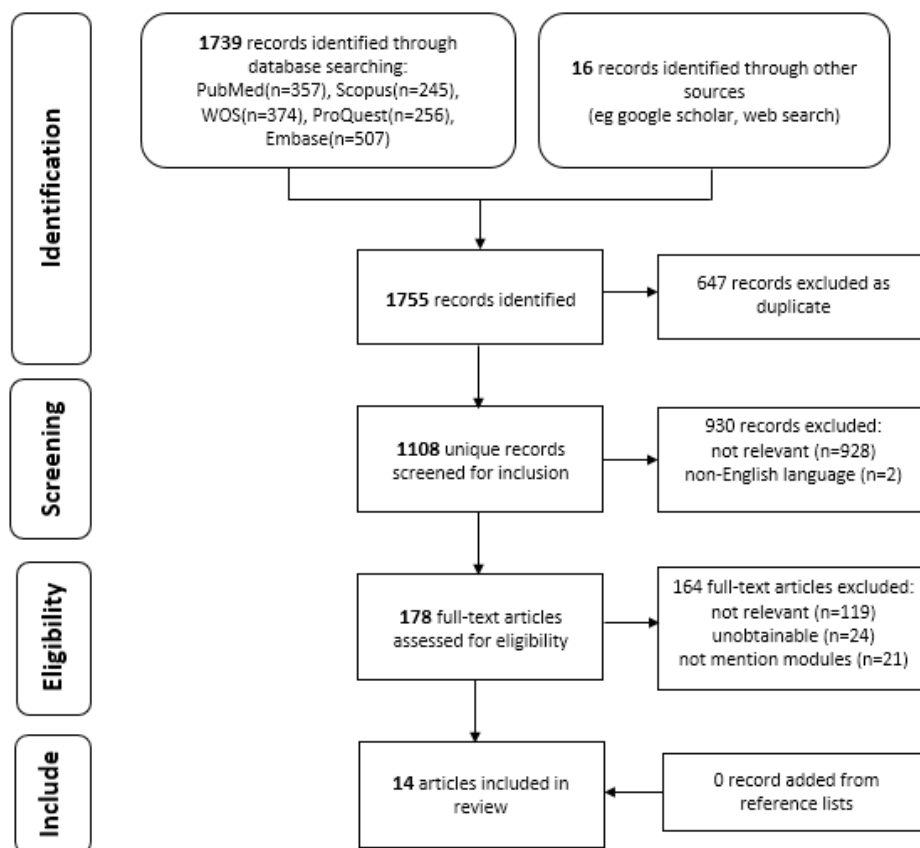 Identification
1739 records identified through
database searching:
PubMed(n=357), Scopus(n=245),
WOS(n=374), ProQuest(n=256),
Embase(n=507)
16 records identified through other
sources
(eg google scholar, web search)
1755 records identified
647 records excluded as
duplicate
Screening
1108 unique records
screened for inclusion
930 records excluded:
not relevant (n=928)
non-English language (n=2)
Eligibility
178 full-text articles
assessed for eligibility
164 full-text articles excluded:
not relevant (n=119)
unobtainable (n=24)
not mention modules (n=21)
Include
14 articles included in
review
0 record added from
reference lists